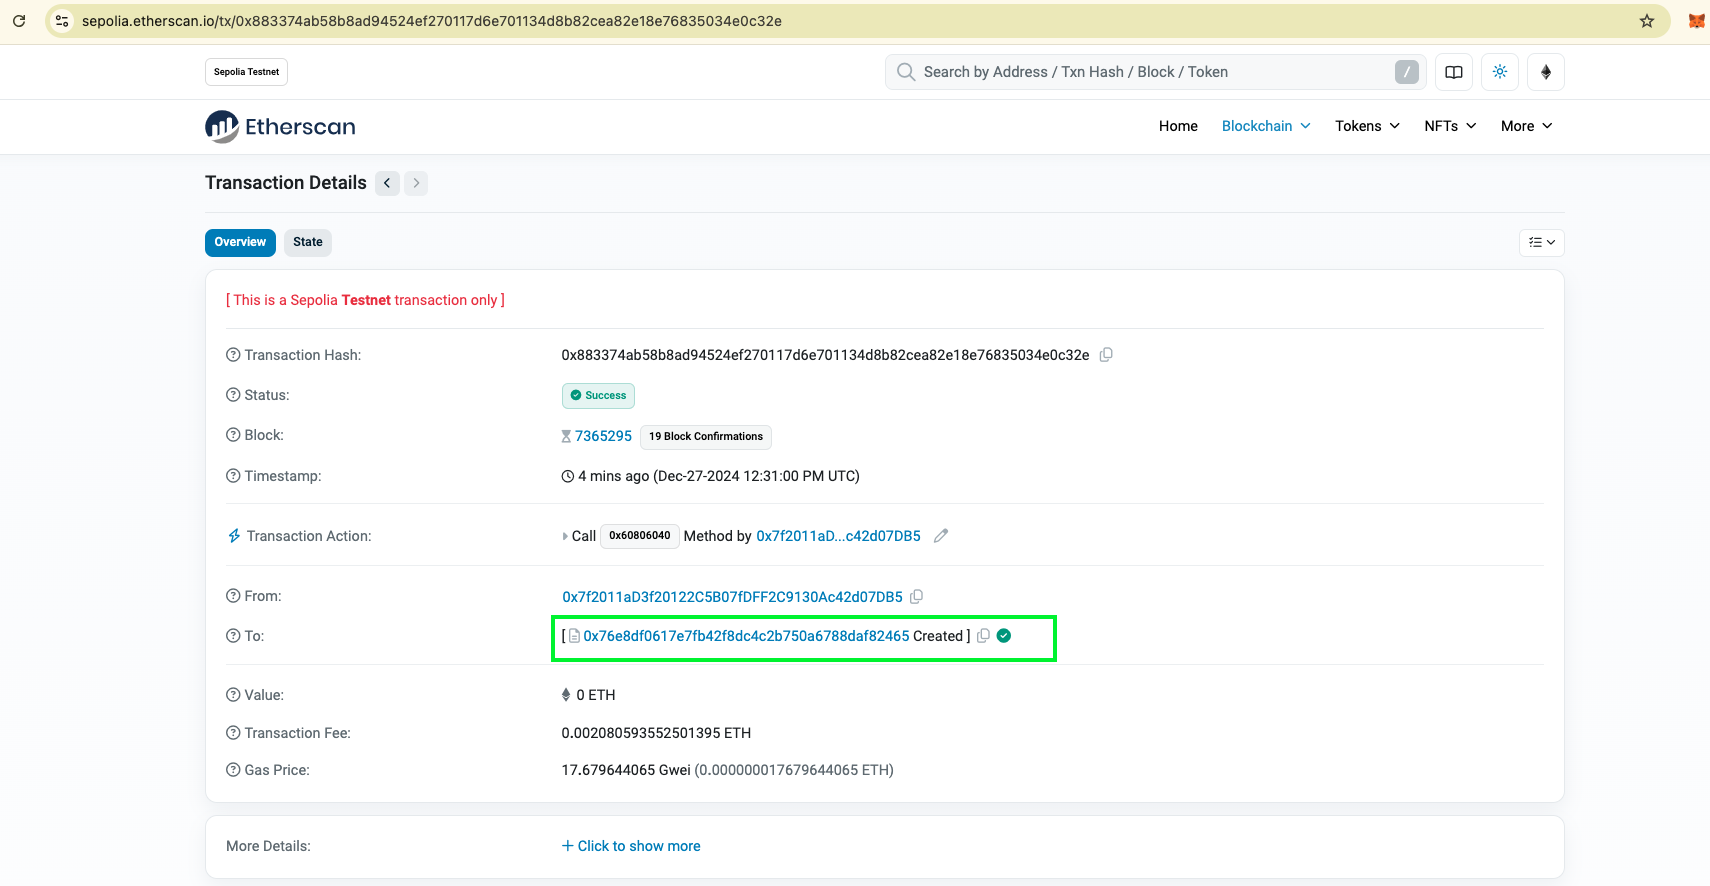 sepolia.etherscan.io/tx/0x883374ab58b8ad94524ef270117d6e701134d8b82cea82e18e76835034e0c32e
Sepolia Testnet
Search by Address / Txn Hash / Block / Token /
Etherscan
Home Blockchain Tokens NFTs More
Transaction Details
Overview State
[ This is a Sepolia Testnet transaction only ]
Transaction Hash: 0x883374ab58b8ad94524ef270117d6e701134d8b82cea82e18e76835034e0c32e
Status: Success
Block: 7365295 19 Block Confirmations
Timestamp: 4 mins ago (Dec-27-2024 12:31:00 PM UTC)
Transaction Action: Call 0x60806040 Method by 0x7f2011aD...c42d07DB5
From: 0x7f2011aD3f20122C5B07fDFF2C9130Ac42d07DB5
To: [ 0x76e8df0617e7fb42f8dc4c2b750a6788daf82465 Created ]
Value: 0 ETH
Transaction Fee: 0.002080593552501395 ETH
Gas Price: 17.679644065 Gwei (0.000000017679644065 ETH)
More Details: + Click to show more